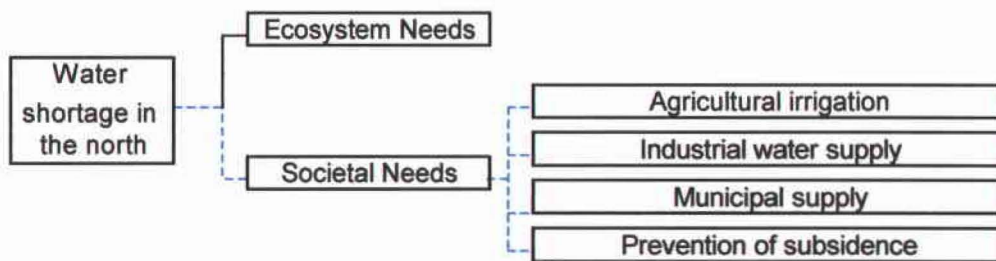 Water
shortage in
the north
Ecosystem Needs
Societal Needs
Agricultural irrigation
Industrial water supply
Municipal supply
Prevention of subsidence